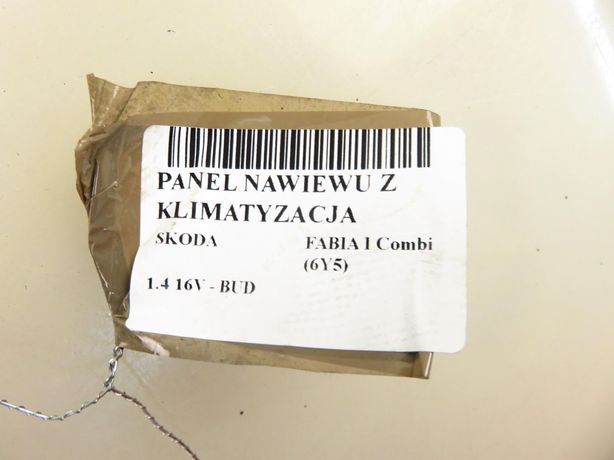 PANEL NAWIEWU Z
KLIMATYZACJA
SKODA FABIA I Combi
(6Y5)
1.4 16V - BUD